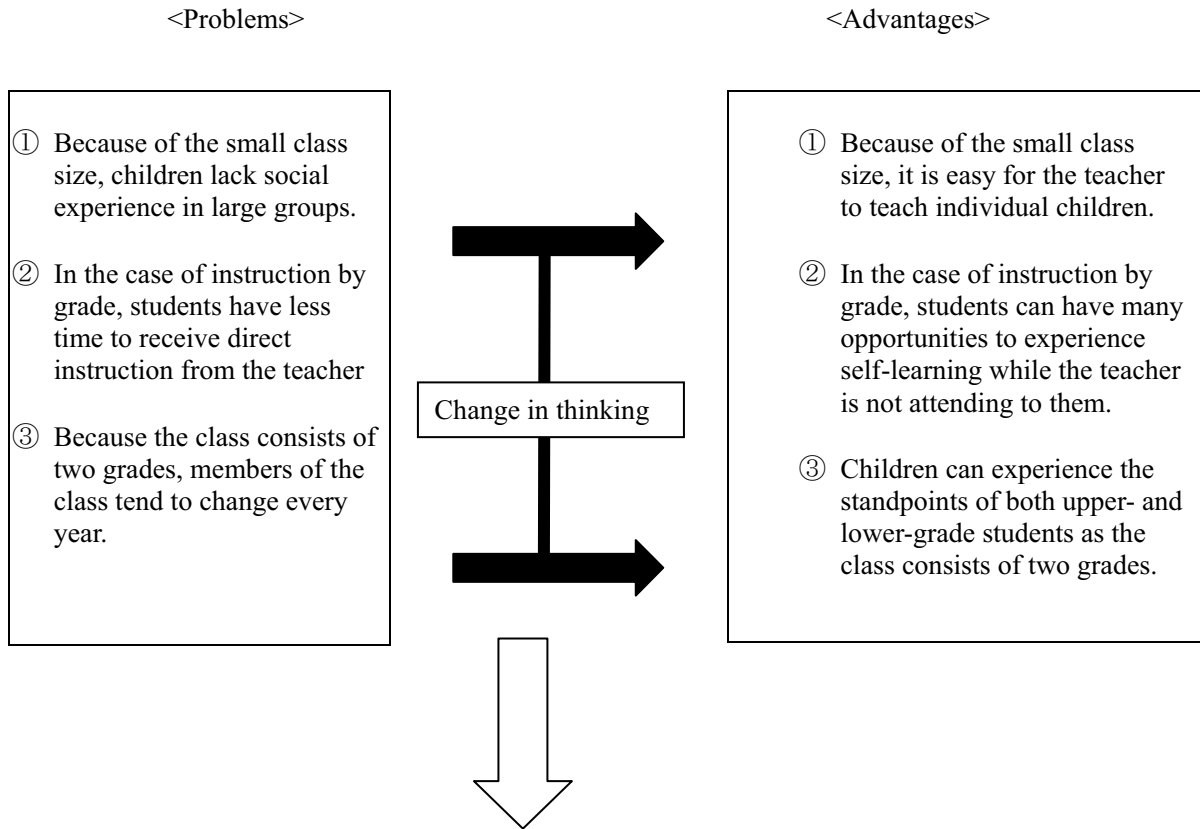 <Problems>
<Advantages>
① Because of the small class
size, children lack social
experience in large groups.
② In the case of instruction by
grade, students have less
time to receive direct
instruction from the teacher
③ Because the class consists of
two grades, members of the
class tend to change every
year.
Change in thinking
① Because of the small class
size, it is easy for the teacher
to teach individual children.
② In the case of instruction by
grade, students can have many
opportunities to experience
self-learning while the teacher
is not attending to them.
③ Children can experience the
standpoints of both upper- and
lower-grade students as the
class consists of two grades.